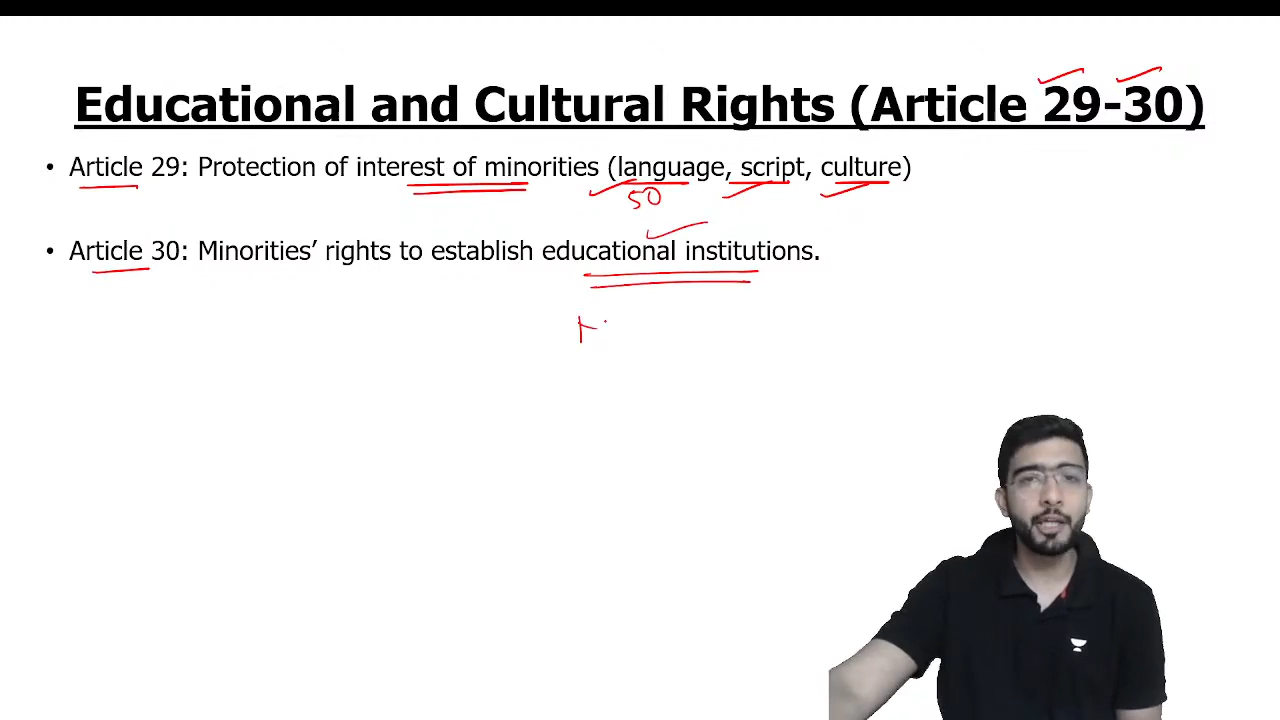 Educational and Cultural Rights (Article 29-30)
• Article 29: Protection of interest of minorities (language, script, culture)
50
• Article 30: Minorities’ rights to establish educational institutions.